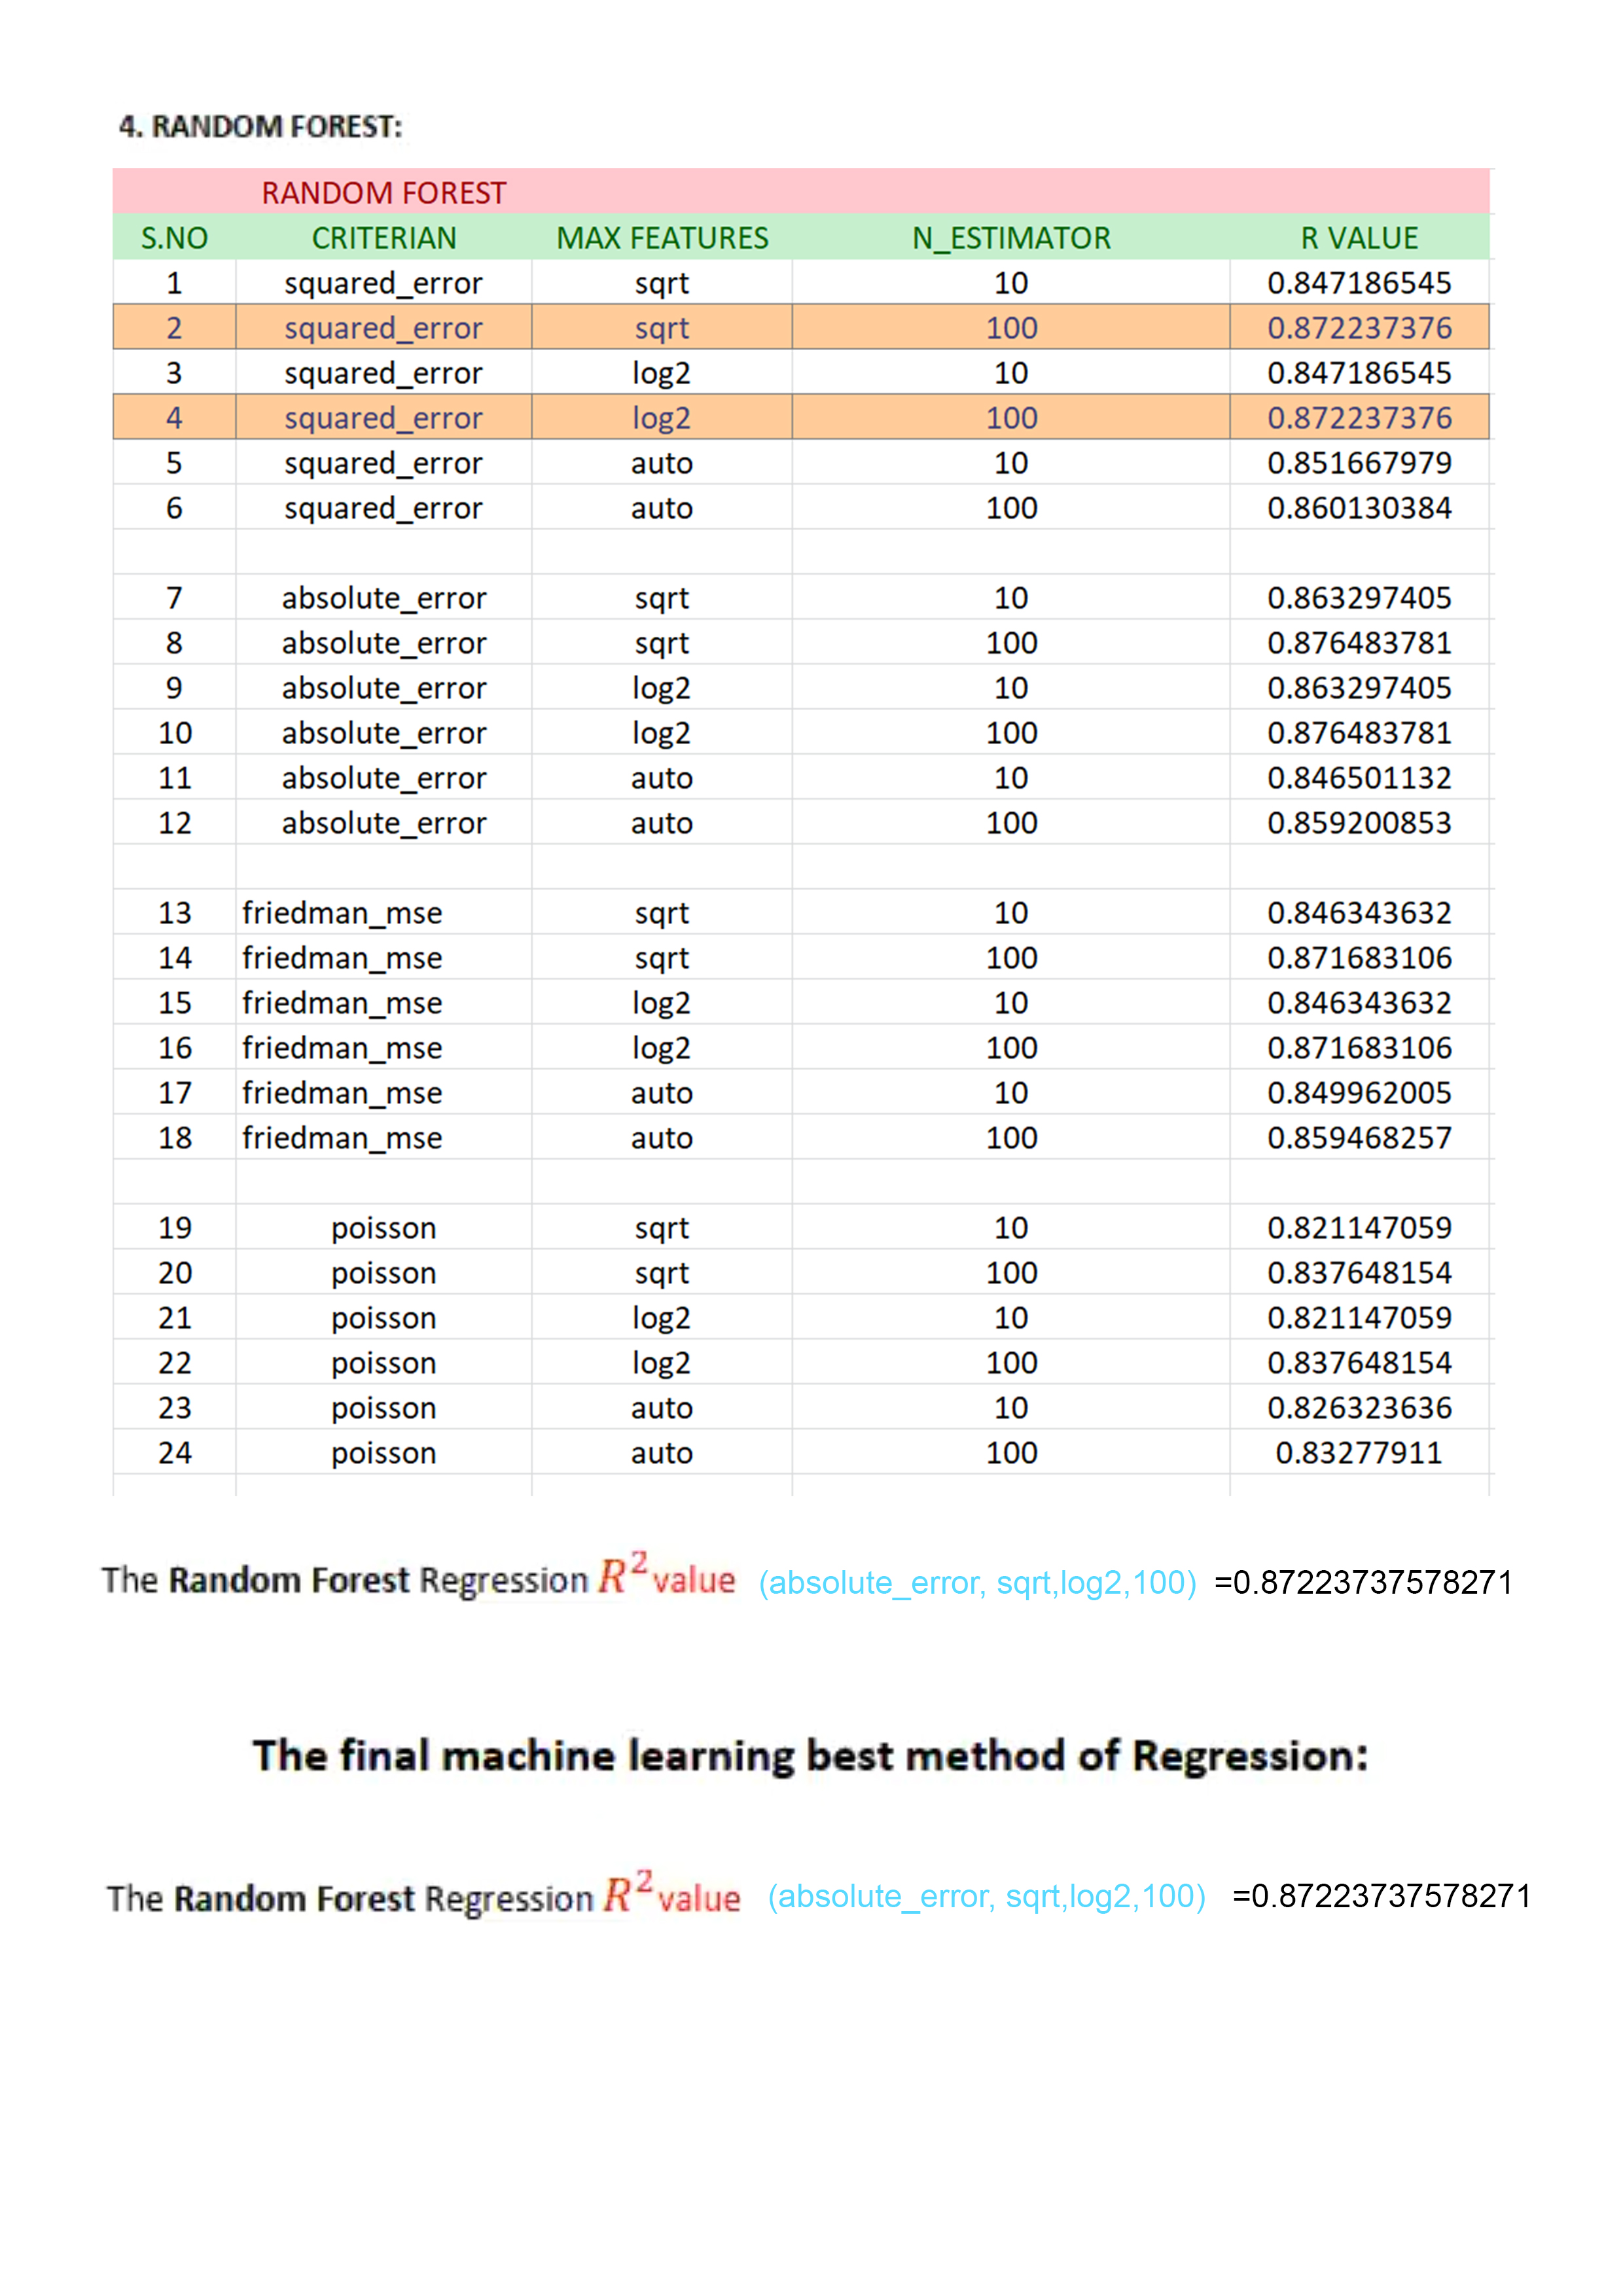 4. RANDOM FOREST:
RANDOM FOREST
S.NO CRITERIAN MAX FEATURES N_ESTIMATOR R VALUE
1 squared_error sqrt 10 0.847186545
2 squared_error sqrt 100 0.872237376
3 squared_error log2 10 0.847186545
4 squared_error log2 100 0.872237376
5 squared_error auto 10 0.851667979
6 squared_error auto 100 0.860130384
7 absolute_error sqrt 10 0.863297405
8 absolute_error sqrt 100 0.876483781
9 absolute_error log2 10 0.863297405
10 absolute_error log2 100 0.876483781
11 absolute_error auto 10 0.846501132
12 absolute_error auto 100 0.859200853
13 friedman_mse sqrt 10 0.846343632
14 friedman_mse sqrt 100 0.871683106
15 friedman_mse log2 10 0.846343632
16 friedman_mse log2 100 0.871683106
17 friedman_mse auto 10 0.849962005
18 friedman_mse auto 100 0.859468257
19 poisson sqrt 10 0.821147059
20 poisson sqrt 100 0.837648154
21 poisson log2 10 0.821147059
22 poisson log2 100 0.837648154
23 poisson auto 10 0.826323636
24 poisson auto 100 0.83277911
The Random Forest Regression R² value (absolute_error, sqrt,log2,100) =0.87223737578271
The final machine learning best method of Regression:
The Random Forest Regression R² value (absolute_error, sqrt,log2,100) =0.87223737578271